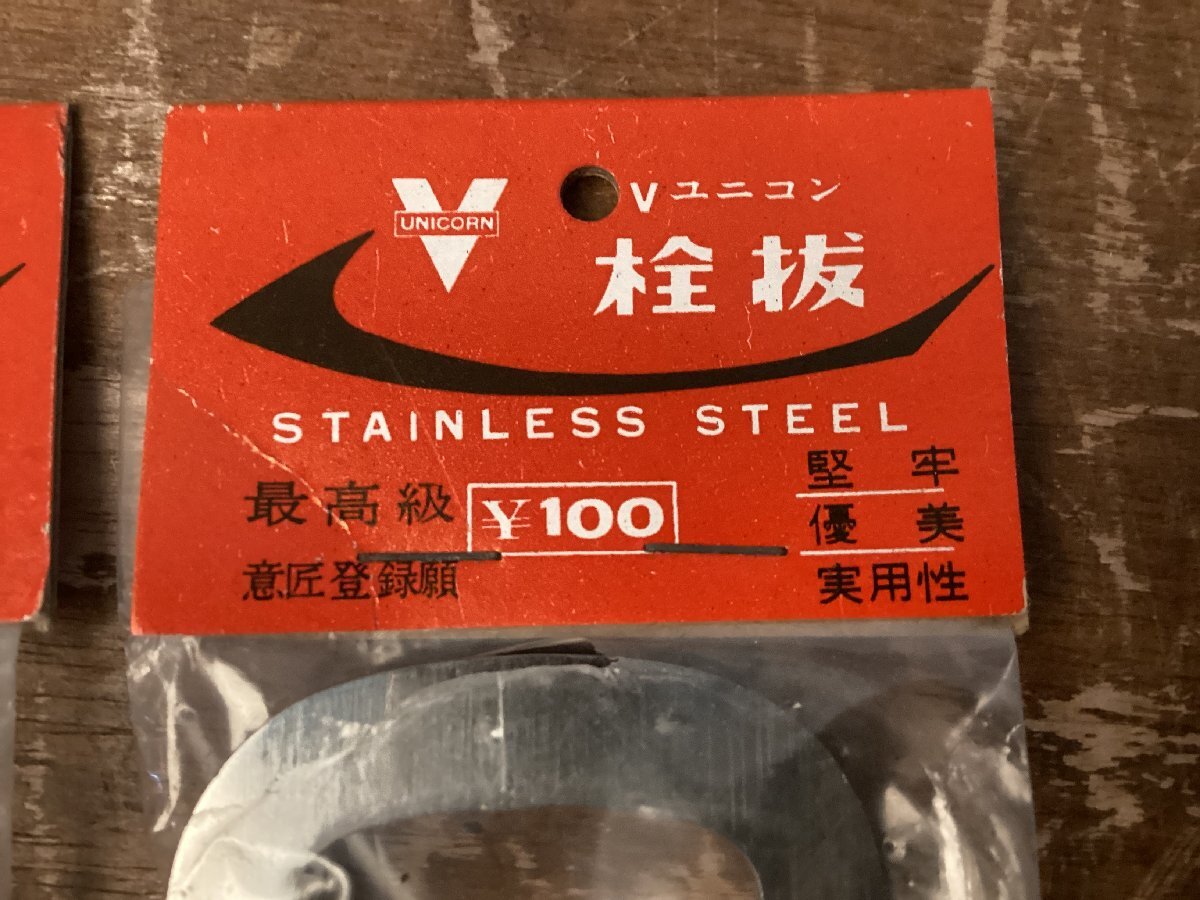 V
UNICORN
Vユニコン
栓抜
STAINLESS STEEL
最高級
¥100
意匠登録願
堅牢
優美
実用性